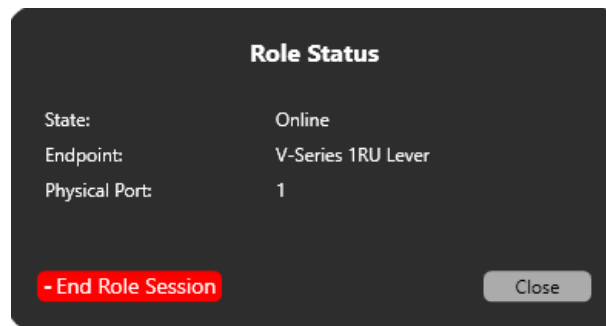 Role Status
State: Online
Endpoint: V-Series 1RU Lever
Physical Port: 1
- End Role Session Close